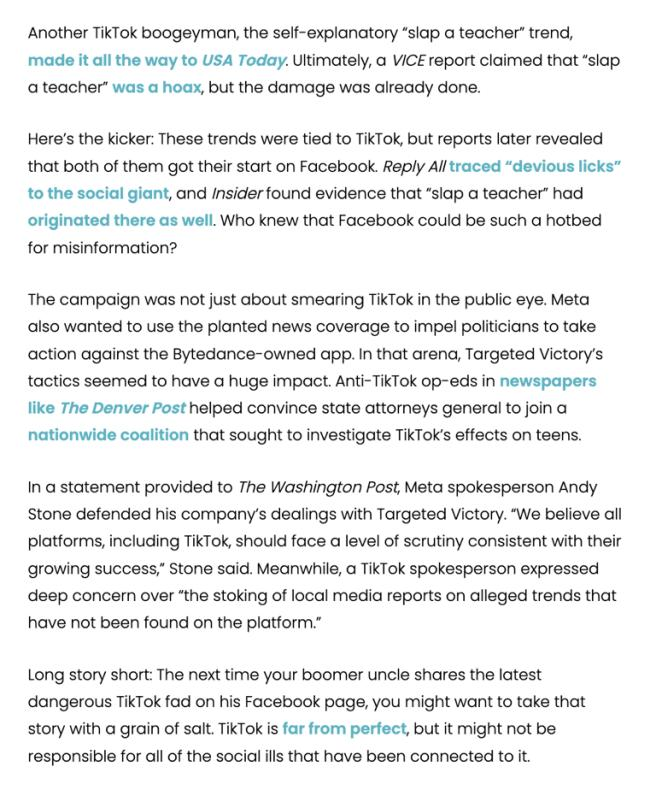 Another TikTok boogeyman, the self-explanatory “slap a teacher” trend,
made it all the way to USA Today. Ultimately, a VICE report claimed that “slap
a teacher” was a hoax, but the damage was already done.
Here’s the kicker: These trends were tied to TikTok, but reports later revealed
that both of them got their start on Facebook. Reply All traced “devious licks”
to the social giant, and Insider found evidence that “slap a teacher” had
originated there as well. Who knew that Facebook could be such a hotbed
for misinformation?
The campaign was not just about smearing TikTok in the public eye. Meta
also wanted to use the planted news coverage to impel politicians to take
action against the Bytedance-owned app. In that arena, Targeted Victory’s
tactics seemed to have a huge impact. Anti-TikTok op-eds in newspapers
like The Denver Post helped convince state attorneys general to join a
nationwide coalition that sought to investigate TikTok’s effects on teens.
In a statement provided to The Washington Post, Meta spokesperson Andy
Stone defended his company’s dealings with Targeted Victory. “We believe all
platforms, including TikTok, should face a level of scrutiny consistent with their
growing success,” Stone said. Meanwhile, a TikTok spokesperson expressed
deep concern over “the stoking of local media reports on alleged trends that
have not been found on the platform.”
Long story short: The next time your boomer uncle shares the latest
dangerous TikTok fad on his Facebook page, you might want to take that
story with a grain of salt. TikTok is far from perfect, but it might not be
responsible for all of the social ills that have been connected to it.